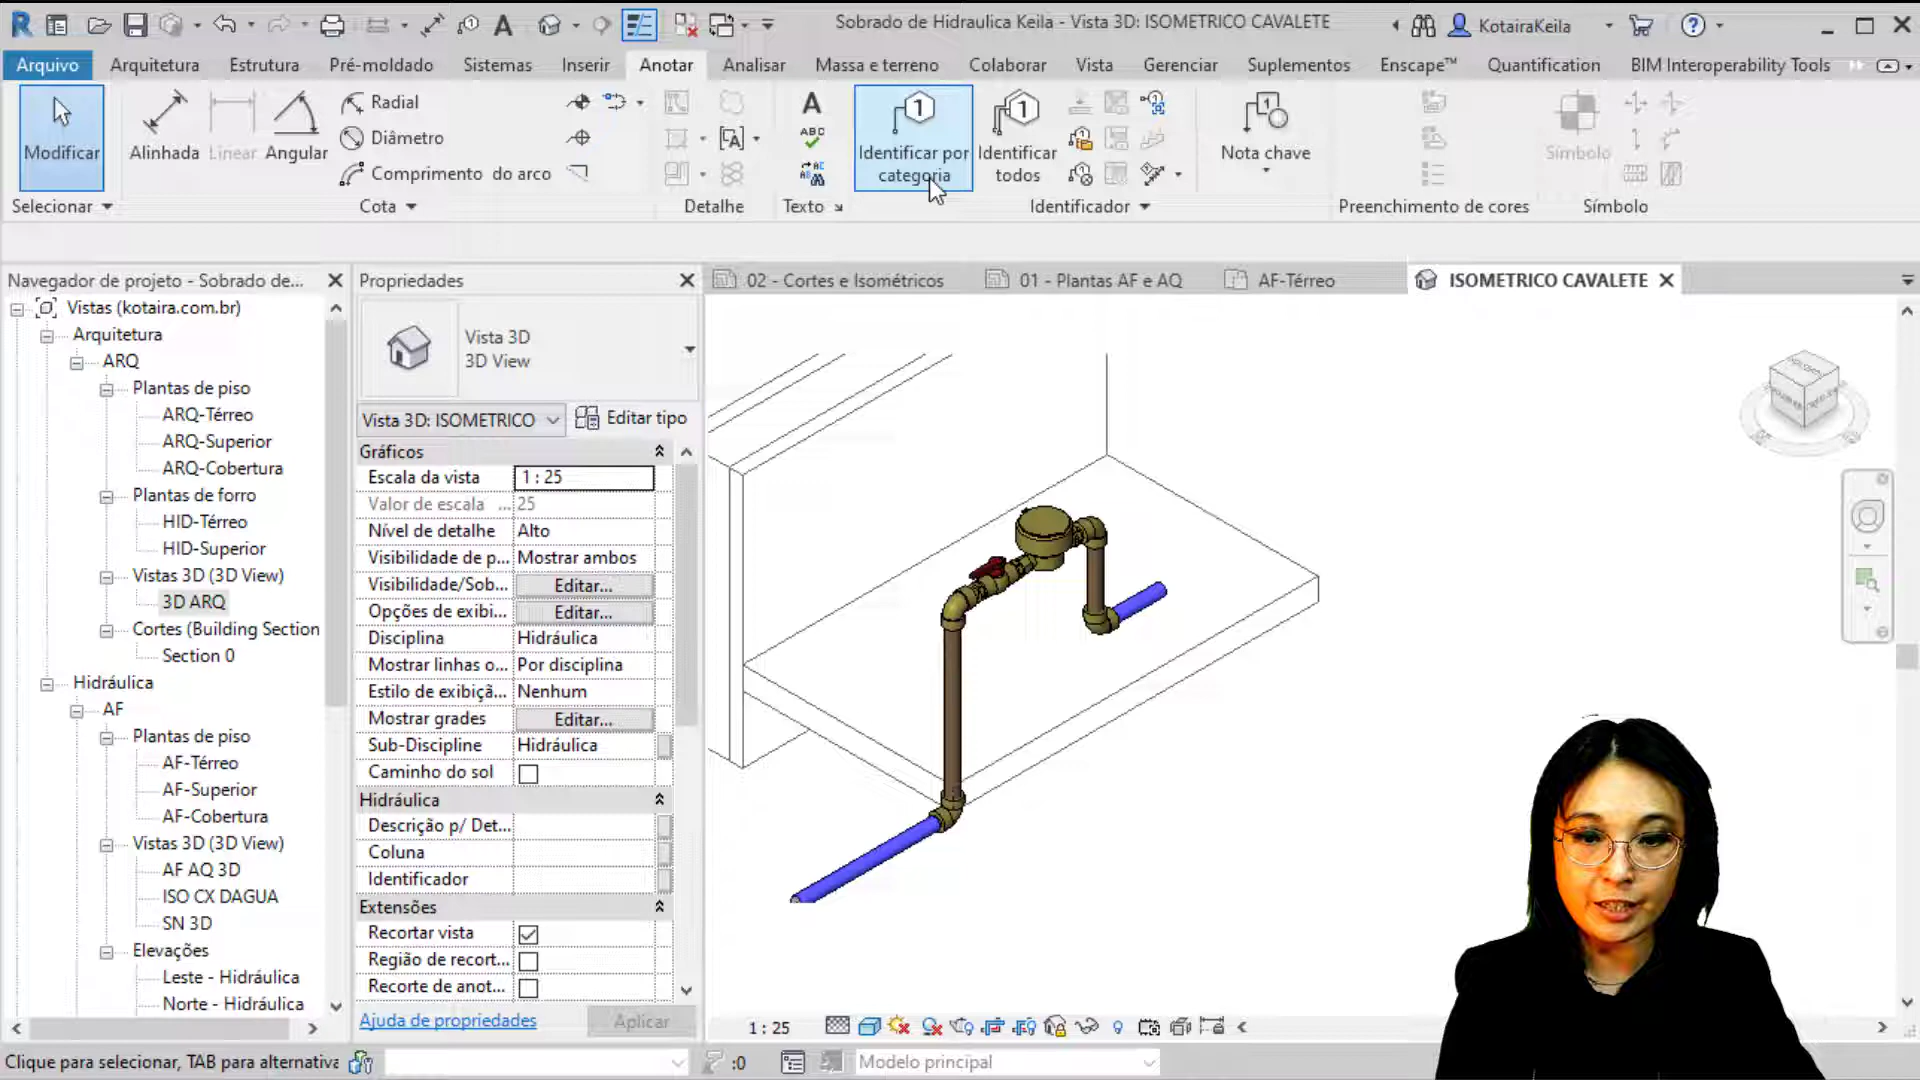 Sobrado de Hidraulica Keila - Vista 3D: ISOMETRICO CAVALETE
KotairaKeila
Arquivo Arquitetura Estrutura Pré-moldado Sistemas Inserir Anotar Analisar Massa e terreno Colaborar Vista Gerenciar Suplementos Enscape™ Quantification BIM Interoperability Tools
Modificar
Alinhada
Linear
Angular
Radial
Diâmetro
Comprimento do arco
Identificar por
categoria
Identificar
todos
Nota chave
Símbolo
Selecionar
Cota
Detalhe
Texto
Identificador
Preenchimento de cores
Símbolo
Navegador de projeto - Sobrado de...
Vistas (kotaira.com.br)
Arquitetura
ARQ
Plantas de piso
ARQ-Térreo
ARQ-Superior
ARQ-Cobertura
Plantas de forro
HID-Térreo
HID-Superior
Vistas 3D (3D View)
3D ARQ
Cortes (Building Section
Section 0
Hidráulica
AF
Plantas de piso
AF-Térreo
AF-Superior
AF-Cobertura
Vistas 3D (3D View)
AF AQ 3D
ISO CX DAGUA
SN 3D
Elevações
Leste - Hidráulica
Norte - Hidráulica
Propriedades
Vista 3D
3D View
Vista 3D: ISOMETRICO
Editar tipo
Gráficos
Escala da vista 1 : 25
Valor de escala ... 25
Nível de detalhe Alto
Visibilidade de p... Mostrar ambos
Visibilidade/Sob... Editar...
Opções de exibi... Editar...
Disciplina Hidráulica
Mostrar linhas o... Por disciplina
Estilo de exibiçã... Nenhum
Mostrar grades Editar...
Sub-Discipline Hidráulica
Caminho do sol
Hidráulica
Descrição p/ Det...
Coluna
Identificador
Extensões
Recortar vista
Região de recort...
Recorte de anot...
Ajuda de propriedades
Aplicar
02 - Cortes e Isométricos
01 - Plantas AF e AQ
AF-Térreo
ISOMETRICO CAVALETE
1 : 25
Clique para selecionar, TAB para alternativa
:0
Modelo principal